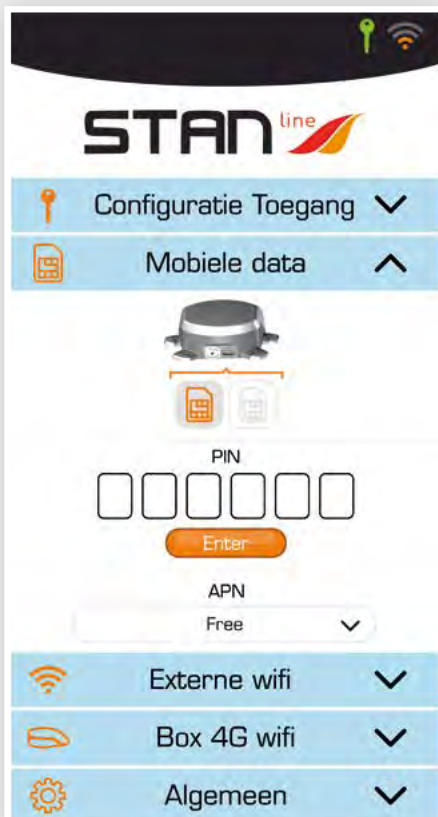 STAN line
Configuratie Toegang
Mobiele data
PIN
Enter
APN
Free
Externe wifi
Box 4G wifi
Algemeen